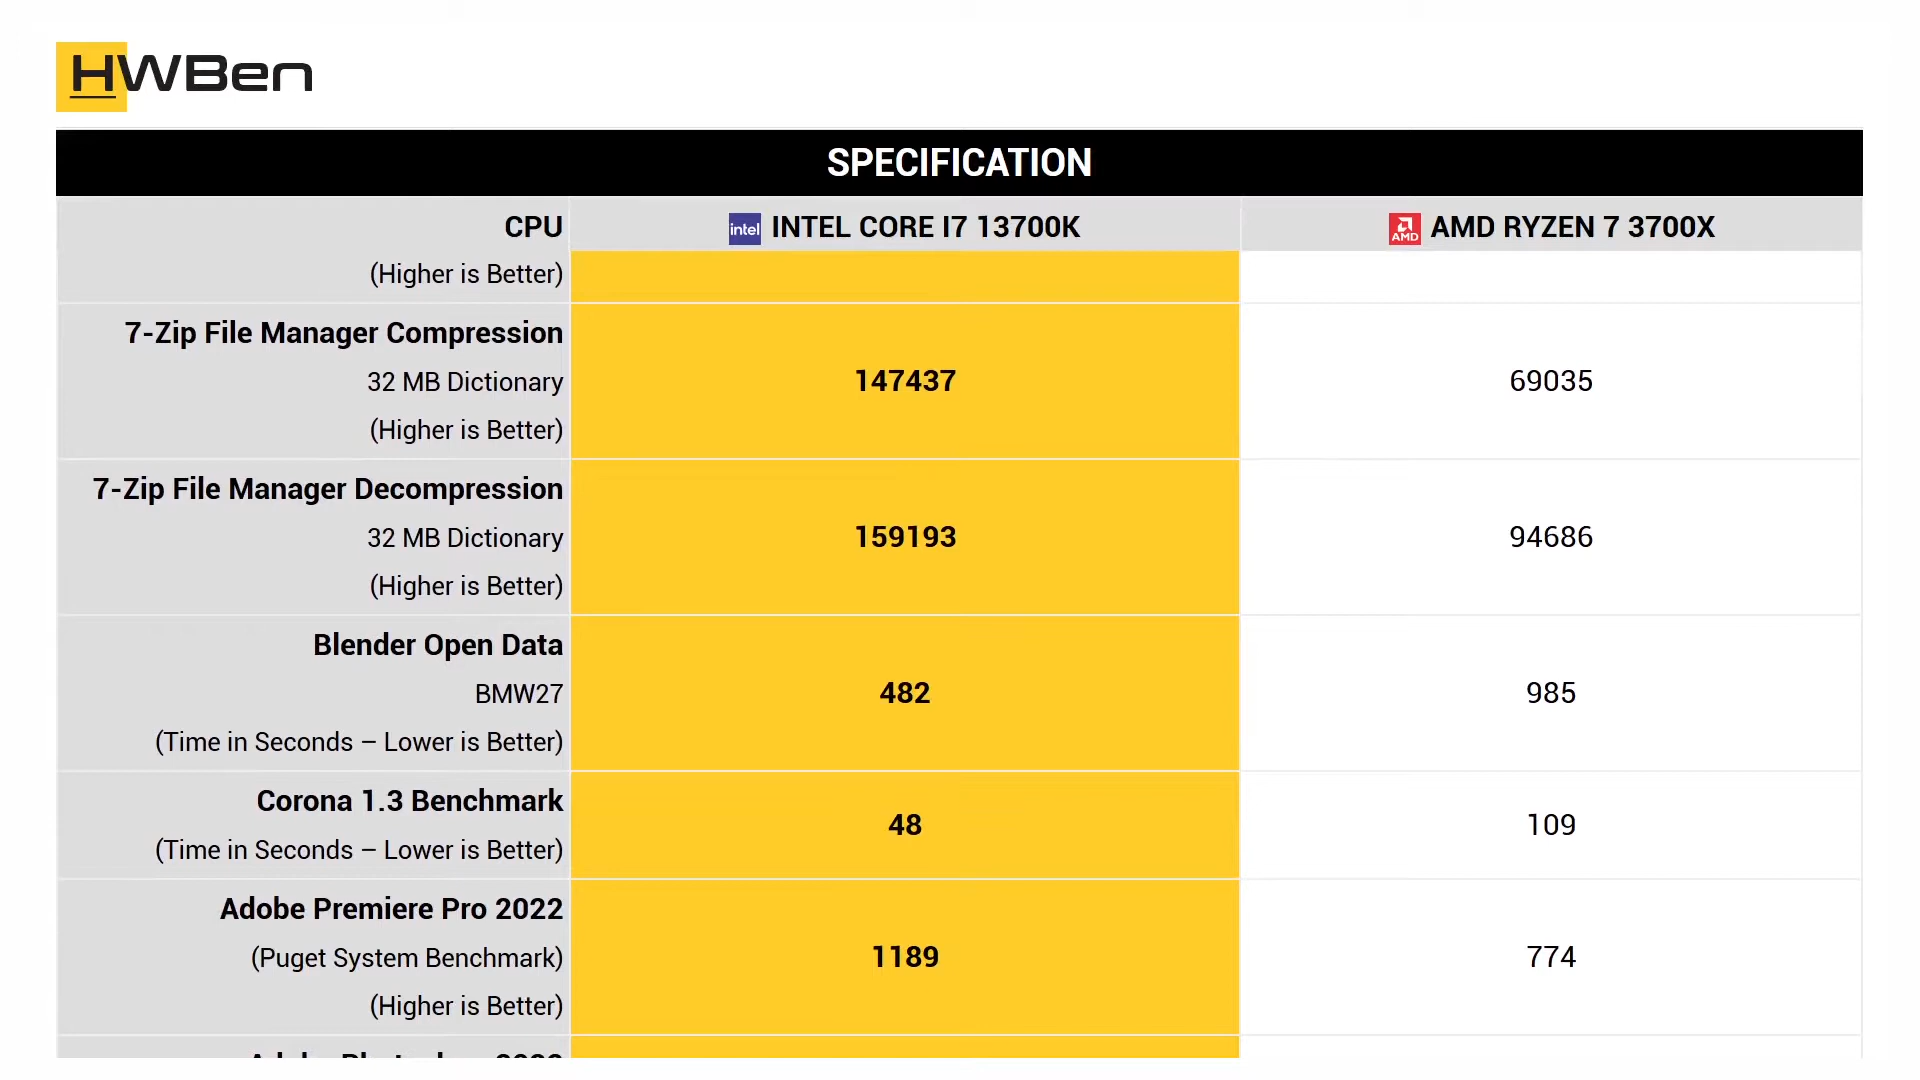 HWBen
SPECIFICATION
CPU
intel INTEL CORE I7 13700K
AMD AMD RYZEN 7 3700X
(Higher is Better)
7-Zip File Manager Compression
32 MB Dictionary
(Higher is Better)
147437
69035
7-Zip File Manager Decompression
32 MB Dictionary
(Higher is Better)
159193
94686
Blender Open Data
BMW27
(Time in Seconds – Lower is Better)
482
985
Corona 1.3 Benchmark
(Time in Seconds – Lower is Better)
48
109
Adobe Premiere Pro 2022
(Puget System Benchmark)
(Higher is Better)
1189
774